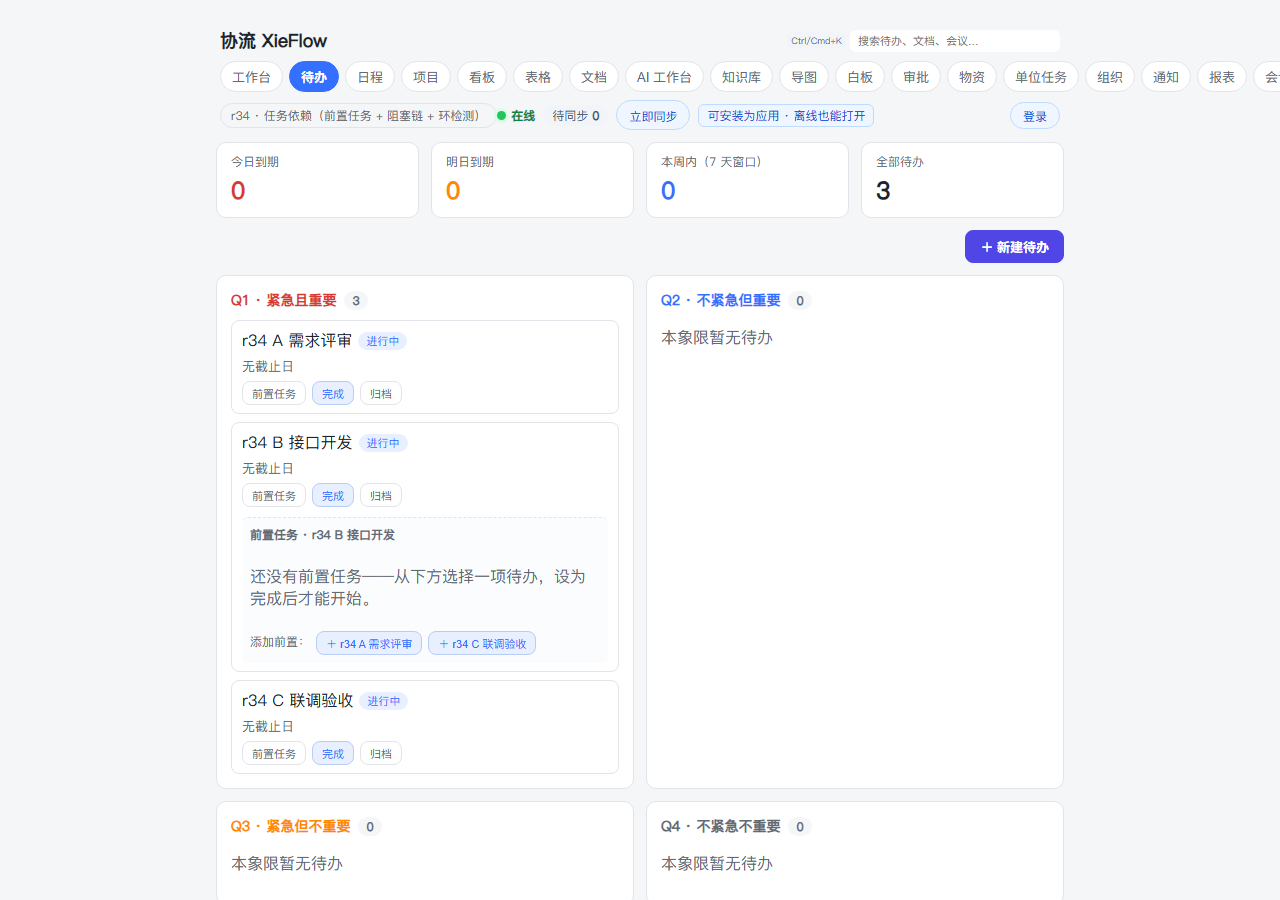 协流 XieFlow
Ctrl/Cmd+K 搜索待办、文档、会议...
工作台 待办 日程 项目 看板 表格 文档 AI 工作台 知识库 导图 白板 审批 物资 单位任务 组织 通知 报表
r34 · 任务依赖（前置任务 + 阻塞链 + 环检测） 在线 待同步 0 立即同步 可安装为应用 · 离线也能打开 登录
今日到期 明日到期 本周内（7 天窗口） 全部待办
0 0 0 3
＋ 新建待办
Q1 · 紧急且重要 3
r34 A 需求评审 进行中
无截止日
前置任务 完成 归档
r34 B 接口开发 进行中
无截止日
前置任务 完成 归档
前置任务 · r34 B 接口开发
还没有前置任务——从下方选择一项待办，设为
完成后才能开始。
添加前置： ＋ r34 A 需求评审 ＋ r34 C 联调验收
r34 C 联调验收 进行中
无截止日
前置任务 完成 归档
Q2 · 不紧急但重要 0
本象限暂无待办
Q3 · 紧急但不重要 0
本象限暂无待办
Q4 · 不紧急不重要 0
本象限暂无待办